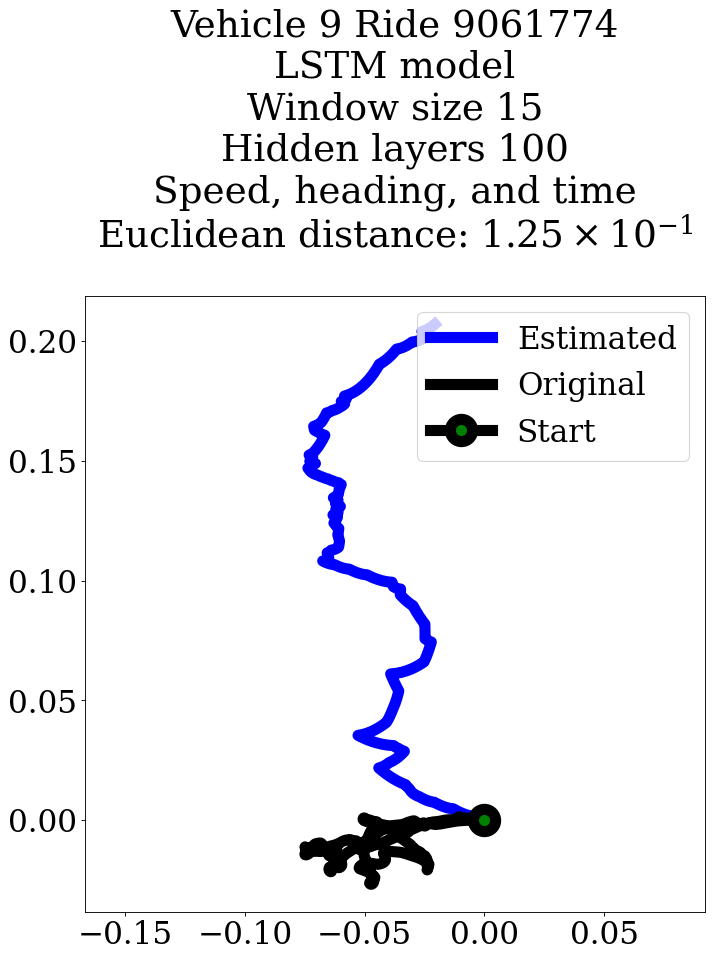 Vehicle 9 Ride 9061774
LSTM model
Window size 15
Hidden layers 100
Speed, heading, and time
Euclidean distance: 1.25 × 10⁻¹
Estimated
Original
Start
0.20
0.15
0.10
0.05
0.00
−0.15 −0.10 −0.05 0.00 0.05